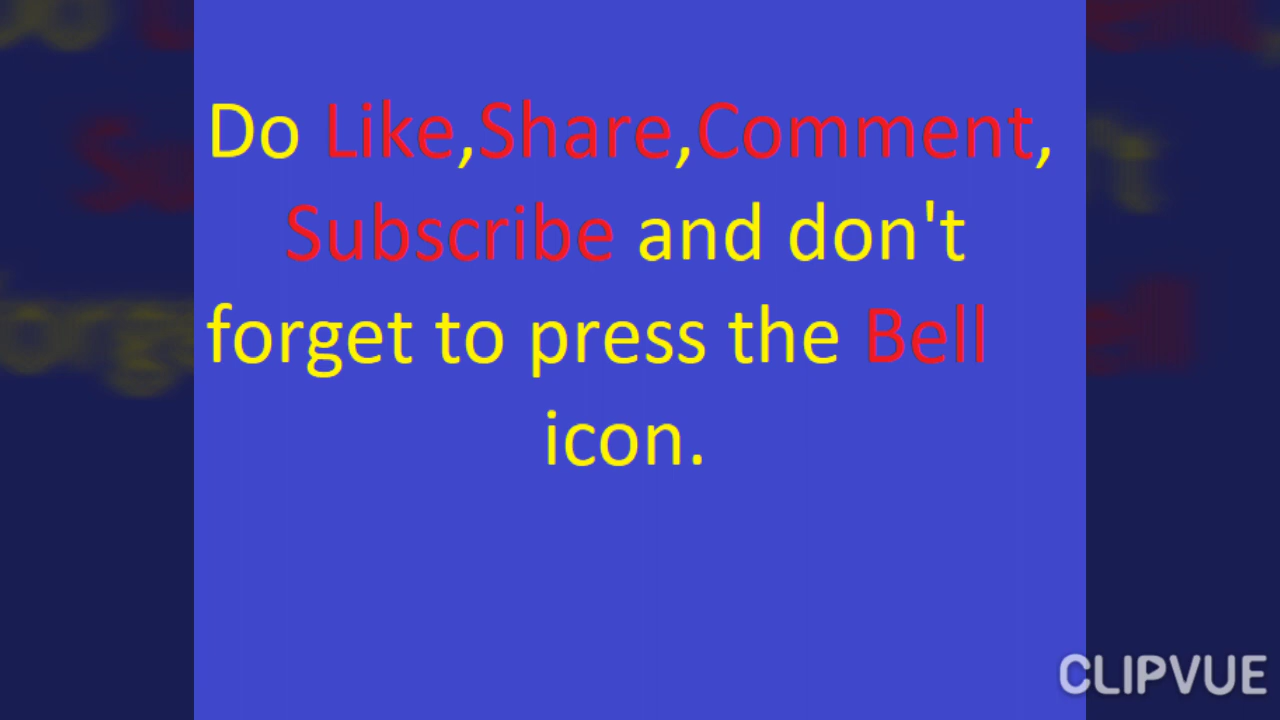 Do Like,Share,Comment,
Subscribe and don't
forget to press the Bell
icon.
CLIPVUE